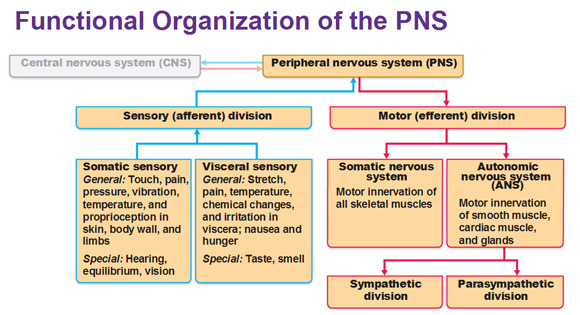 Functional Organization of the PNS
Central nervous system (CNS)
Peripheral nervous system (PNS)
Sensory (afferent) division
Motor (efferent) division
Somatic sensory
General: Touch, pain,
pressure, vibration,
temperature, and
proprioception in
skin, body wall, and
limbs
Special: Hearing,
equilibrium, vision
Visceral sensory
General: Stretch,
pain, temperature,
chemical changes,
and irritation in
viscera; nausea and
hunger
Special: Taste, smell
Somatic nervous
system
Motor innervation of
all skeletal muscles
Autonomic
nervous system
(ANS)
Motor innervation
of smooth muscle,
cardiac muscle,
and glands
Sympathetic
division
Parasympathetic
division